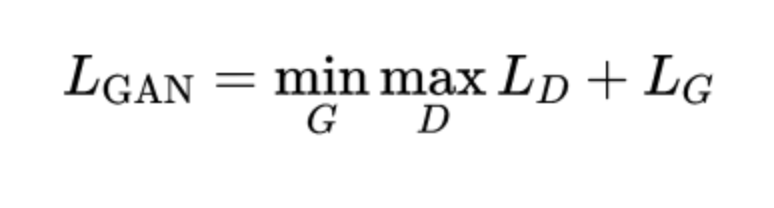 L_GAN = min_G max_D L_D + L_G